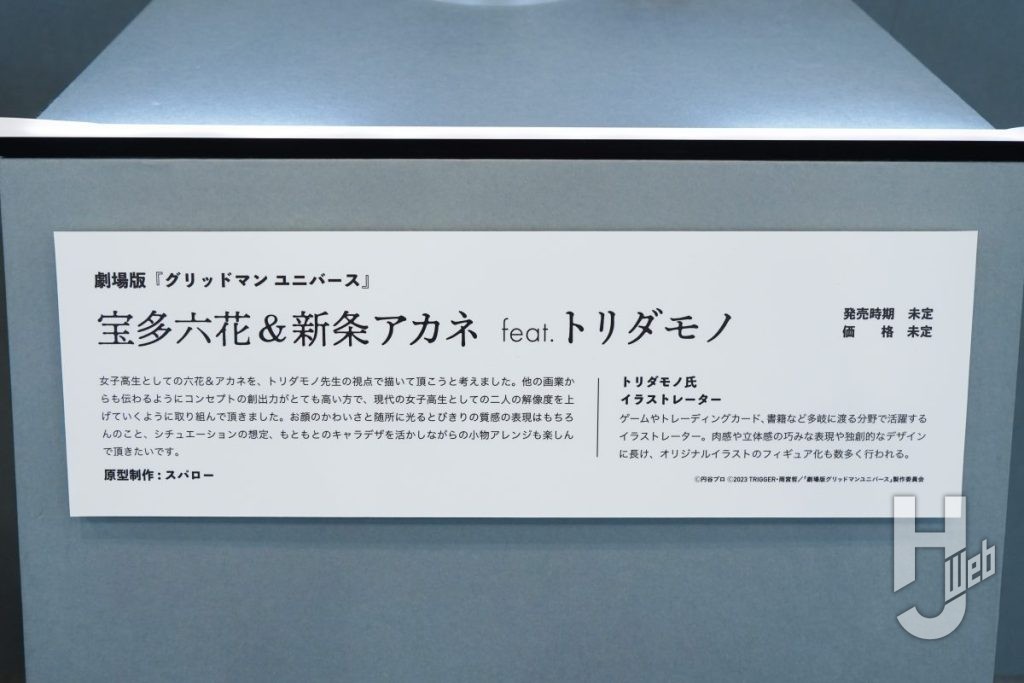 劇場版『グリッドマン ユニバース』
宝多六花＆新条アカネ feat.トリダモノ
発売時期 未定
価 格 未定
女子高生としての六花＆アカネを、トリダモノ先生の視点で描いて頂こうと考えました。他の画業か
らも伝わるようにコンセプトの創出力がとても高い方で、現代の女子高生としての二人の解像度を上
げていくように取り組んで頂きました。お顔のかわいさと随所に光るとびきりの質感の表現はもちろ
んのこと、シチュエーションの想定、もともとのキャラデザを活かしながらの小物アレンジも楽しん
で頂きたいです。
原型制作：スパロー
トリダモノ氏
イラストレーター
ゲームやトレーディングカード、書籍など多岐に渡る分野で活躍する
イラストレーター。肉感や立体感の巧みな表現や独創的なデザイン
に長け、オリジナルイラストのフィギュア化も数多く行われる。
©円谷プロ ©2023 TRIGGER・雨宮哲／「劇場版グリッドマンユニバース」製作委員会
HJ Web